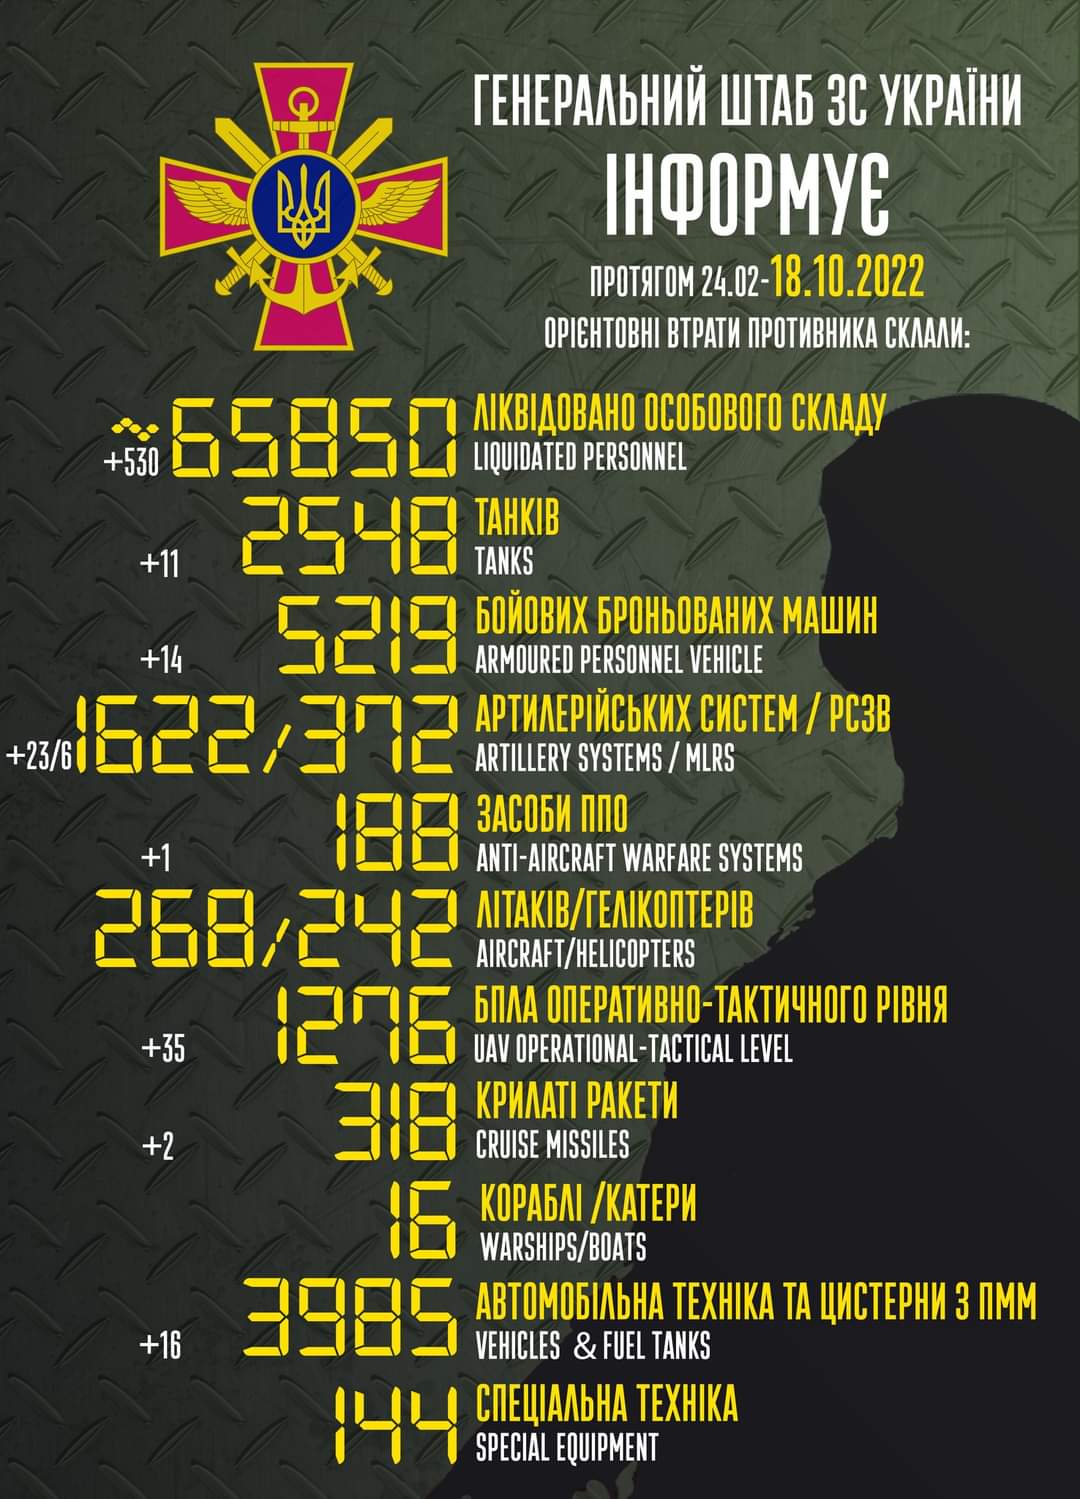 ГЕНЕРАЛЬНИЙ ШТАБ ЗС УКРАЇНИ
ІНФОРМУЄ
ПРОТЯГОМ 24.02-18.10.2022
ОРІЄНТОВНІ ВТРАТИ ПРОТИВНИКА СКЛАЛИ:
+530 ~65850 ЛІКВІДОВАНО ОСОБОВОГО СКЛАДУ
LIQUIDATED PERSONNEL
2548 ТАНКІВ
+11 TANKS
5219 БОЙОВИХ БРОНЬОВАНИХ МАШИН
+14 ARMOURED PERSONNEL VEHICLE
+23/6 1622/372 АРТИЛЕРІЙСЬКИХ СИСТЕМ / РСЗВ
ARTILLERY SYSTEMS / MLRS
188 ЗАСОБИ ППО
+1 ANTI-AIRCRAFT WARFARE SYSTEMS
268/242 ЛІТАКІВ/ГЕЛІКОПТЕРІВ
AIRCRAFT/HELICOPTERS
1276 БПЛА ОПЕРАТИВНО-ТАКТИЧНОГО РІВНЯ
+35 UAV OPERATIONAL-TACTICAL LEVEL
318 КРИЛАТІ РАКЕТИ
+2 CRUISE MISSILES
16 КОРАБЛІ /КАТЕРИ
WARSHIPS/BOATS
3985 АВТОМОБІЛЬНА ТЕХНІКА ТА ЦИСТЕРНИ З ПММ
+16 VEHICLES & FUEL TANKS
144 СПЕЦІАЛЬНА ТЕХНІКА
SPECIAL EQUIPMENT